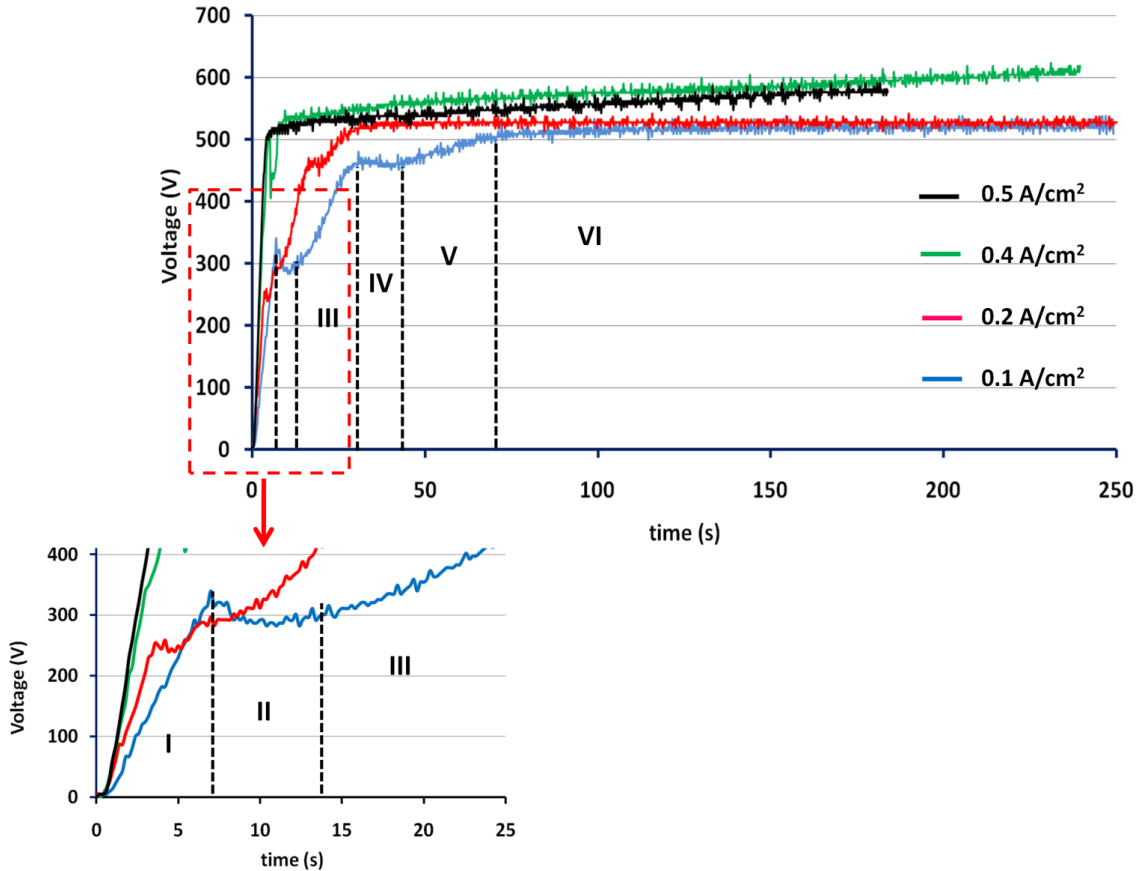 700
600
500
400
300
200
100
0
Voltage (V)
0 50 100 150 200 250
time (s)
III
IV
V
VI
0.5 A/cm²
0.4 A/cm²
0.2 A/cm²
0.1 A/cm²
400
300
200
100
0
Voltage (V)
0 5 10 15 20 25
time (s)
I
II
III